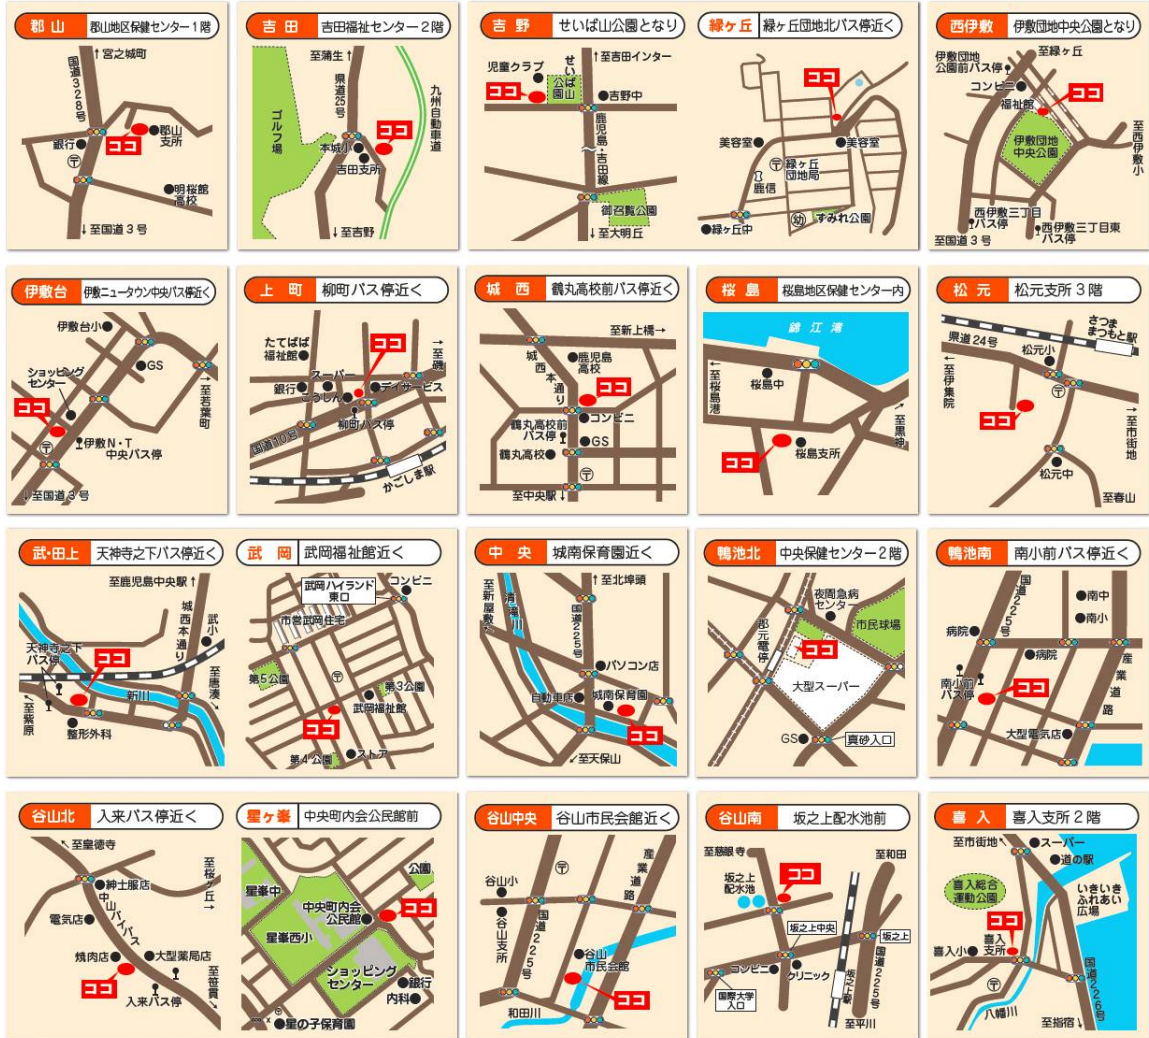 郡山
郡山地区保健センター1階
↑宮之城町
国道328号
銀行
ココ
郡山
支所
明桜館
高校
↓至国道3号
吉田
吉田福祉センター2階
至蒲生↑
県道25号
九州自動車道
ゴルフ場
ココ
本城小
吉田支所
↓至吉野
吉野
せいば山公園となり
↑至吉田インター
児童クラブ
せいば山
公園
ココ
吉野中
鹿児島・吉田線
御召覧公園
↓至大明丘
緑ヶ丘
緑ヶ丘団地北バス停近く
ココ
美容室
美容室
緑ヶ丘
団地局
鹿信
幼
すみれ公園
緑ヶ丘中
西伊敷
伊敷団地中央公園となり
至緑ヶ丘
伊敷団地
公園前バス停
コンビニ
福祉館
ココ
伊敷団地
中央公園
至西伊敷小
西伊敷三丁目
バス停
西伊敷三丁目東
バス停
至国道3号
伊敷台
伊敷ニュータウン中央バス停近く
伊敷台小
GS
ショッピング
センター
ココ
至若葉町
伊敷N・T
中央バス停
至国道3号
上町
柳町バス停近く
たてばば
福祉館
ココ
至磯
スーパー
銀行
デイサービス
こうしん
柳町バス停
国道10号
かごしま駅
城西
鶴丸高校前バス停近く
至新上橋→
城西本通り
鹿児島
高校
ココ
コンビニ
鶴丸高校前
バス停
GS
鶴丸高校
至中央駅↓
桜島
桜島地区保健センター内
錦江湾
至桜島港
桜島中
至黒神
ココ
桜島支所
松元
松元支所3階
さつま
まつもと駅
県道24号
松元小
至伊集院
ココ
至市街地
松元中
至春山
武・田上
天神寺之下バス停近く
至鹿児島中央駅↑
城西本通り
武小
天神寺之下
バス停
ココ
新川
至唐湊
至紫原
整形外科
武岡
武岡福祉館近く
武岡ハイランド
東口
コンビニ
市営武岡住宅
第5公園
第3公園
武岡福祉館
ココ
第4公園
ストア
中央
城南保育園近く
↑至北埠頭
至新屋敷
清滝川
国道225号
パソコン店
自動車店
城南保育園
ココ
至天保山
鴨池北
中央保健センター2階
夜間急病
センター
市民球場
郡元電停
ココ
大型スーパー
GS
真砂入口
鴨池南
南小前バス停近く
国道225号
南中
南小
病院
病院
産業道路
南小前
バス停
ココ
大型電気店
谷山北
入来バス停近く
至皇徳寺
至桜ヶ丘
紳士服店
中山バイパス
電気店
焼肉店
大型薬局店
ココ
入来バス停
至笹貫
星ヶ峯
中央町内会公民館前
公園
星峯中
中央町内会
公民館
ココ
星峯西小
ショッピング
センター
銀行
内科
星の子保育園
谷山中央
谷山市民会館近く
産業道路
谷山小
谷山支所
国道225号
谷山
市民会館
ココ
和田川
谷山南
坂之上配水池前
至慈眼寺
至和田
坂之上
配水池
ココ
坂之上中央
坂之上
コンビニ
クリニック
坂之上駅
国道225号
国際大学
入口
至平川
喜入
喜入支所2階
至市街地
スーパー
道の駅
喜入総合
運動公園
いきいき
ふれあい
広場
ココ
喜入小
喜入
支所
国道226号
八幡川
至指宿